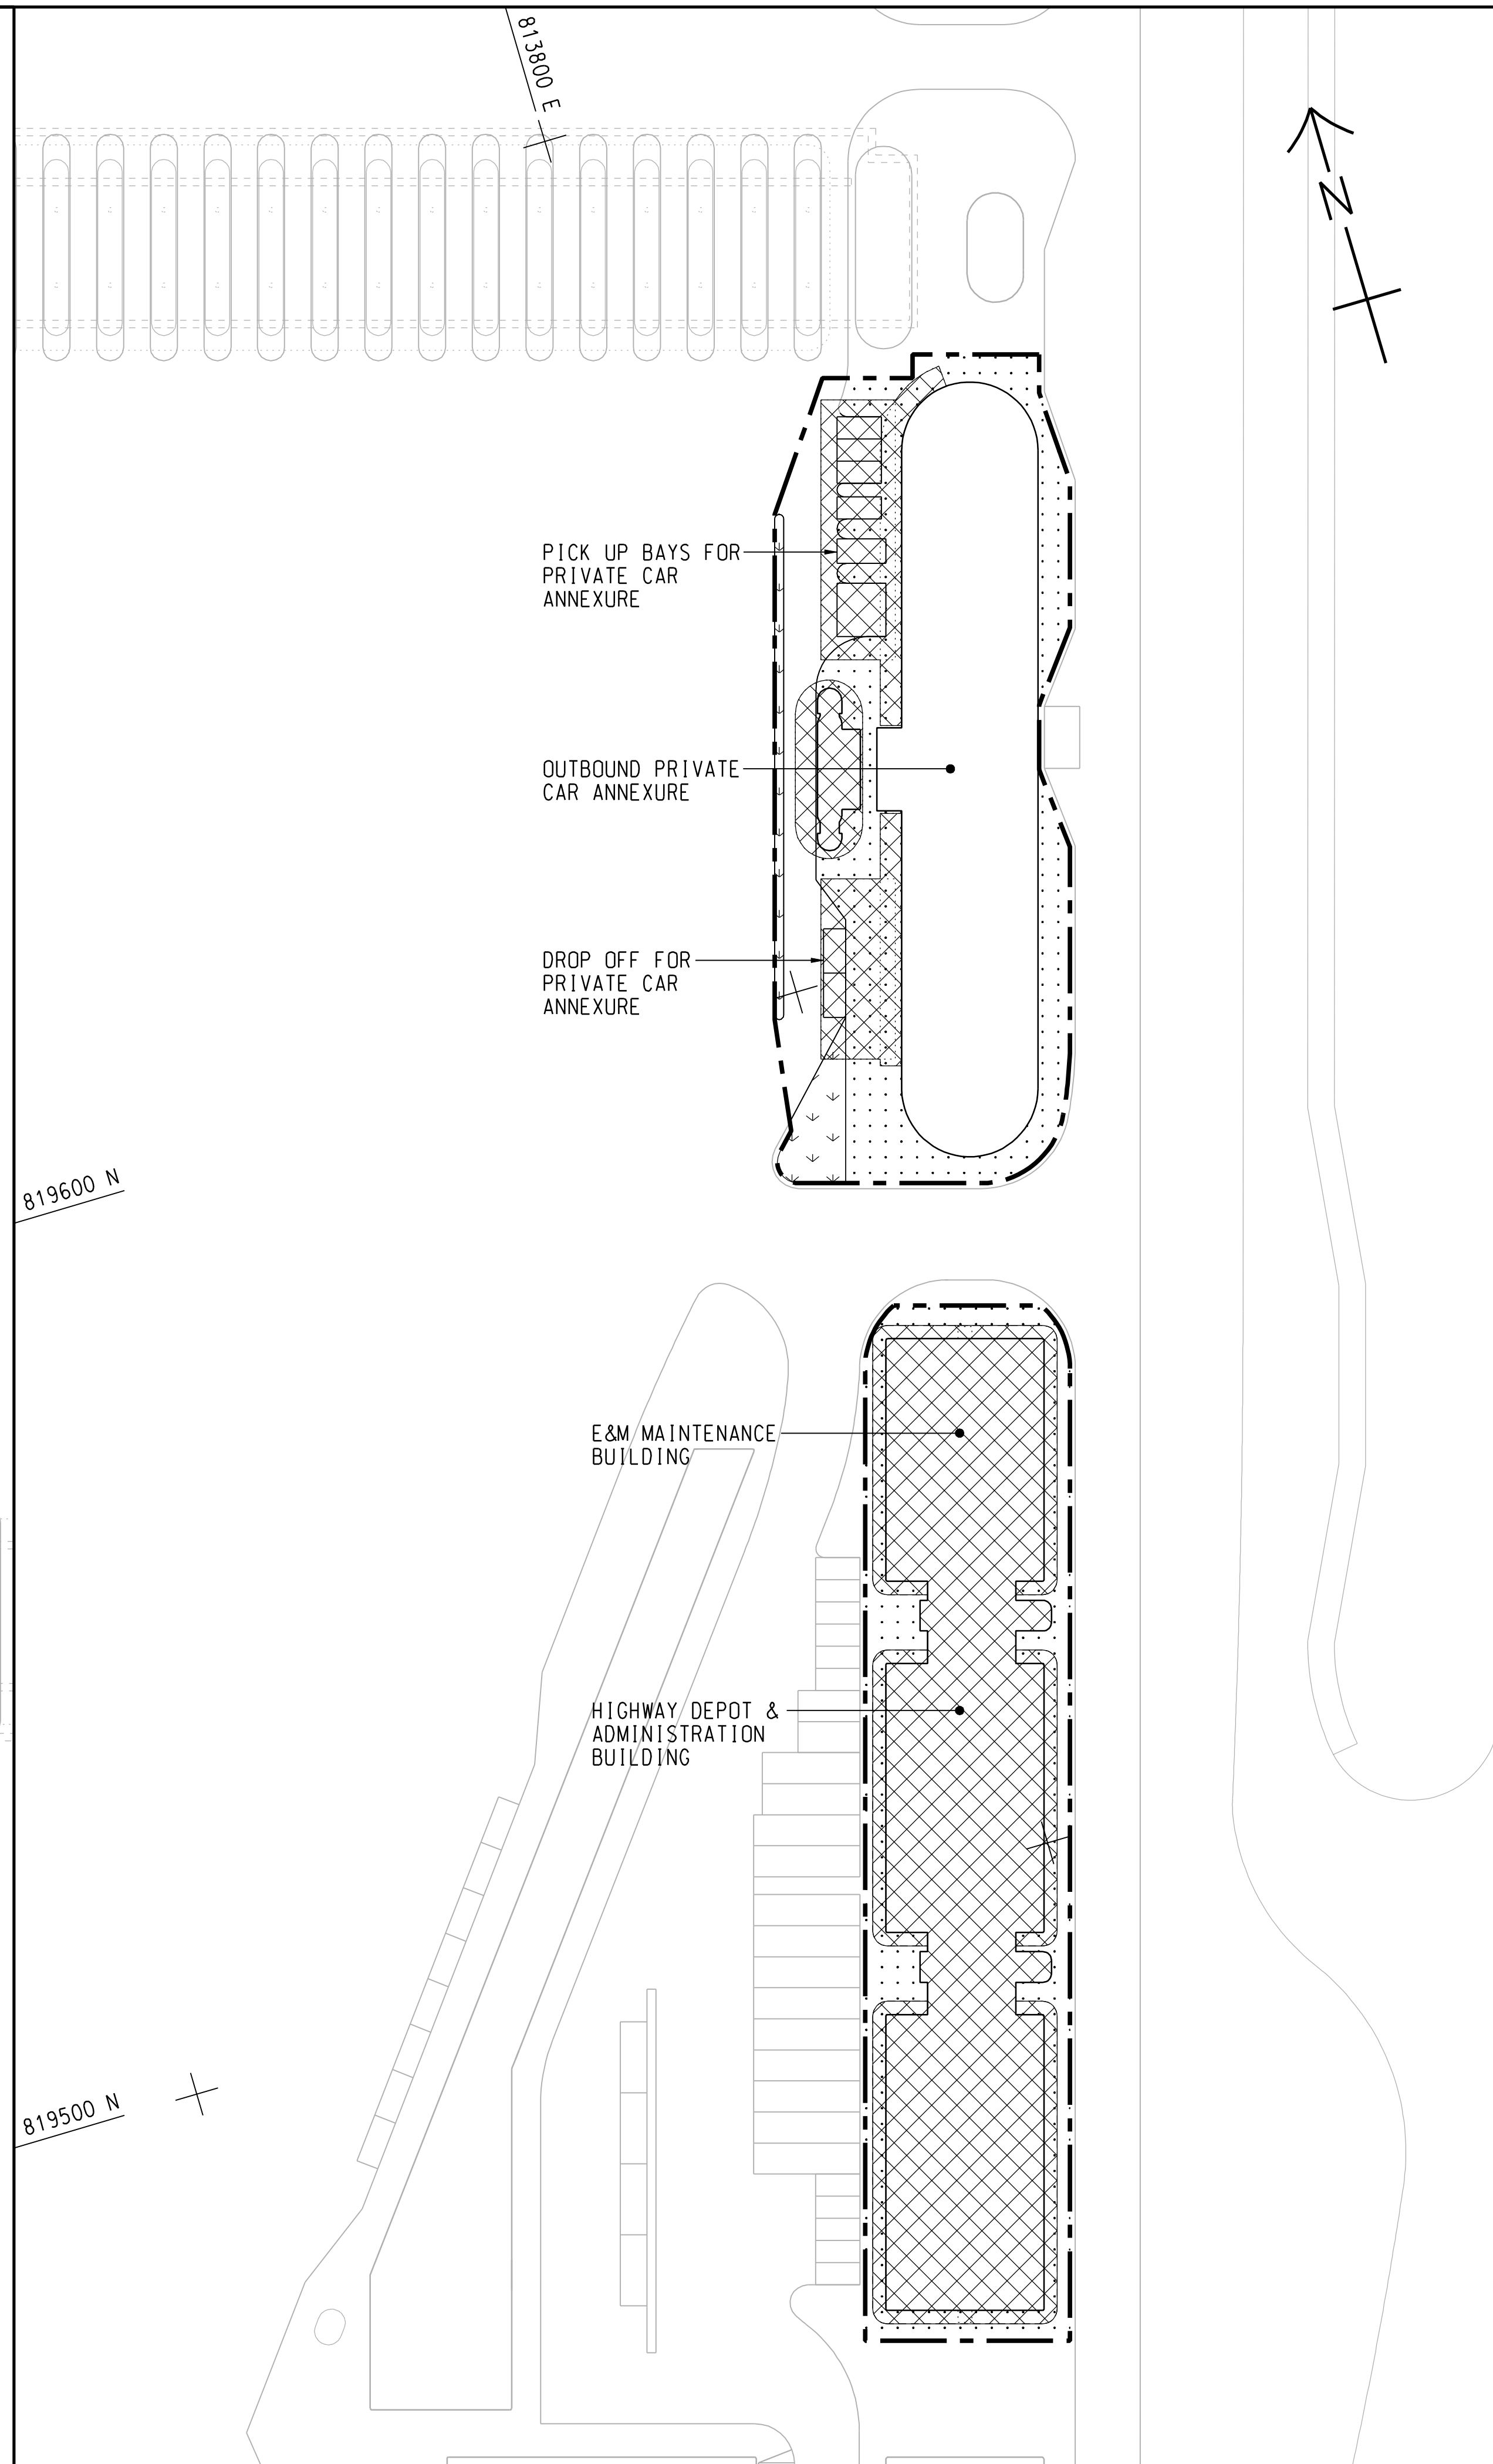 813800 E
N
PICK UP BAYS FOR
PRIVATE CAR
ANNEXURE
OUTBOUND PRIVATE
CAR ANNEXURE
DROP OFF FOR
PRIVATE CAR
ANNEXURE
819600 N
E&M MAINTENANCE
BUILDING
HIGHWAY DEPOT &
ADMINISTRATION
BUILDING
819500 N